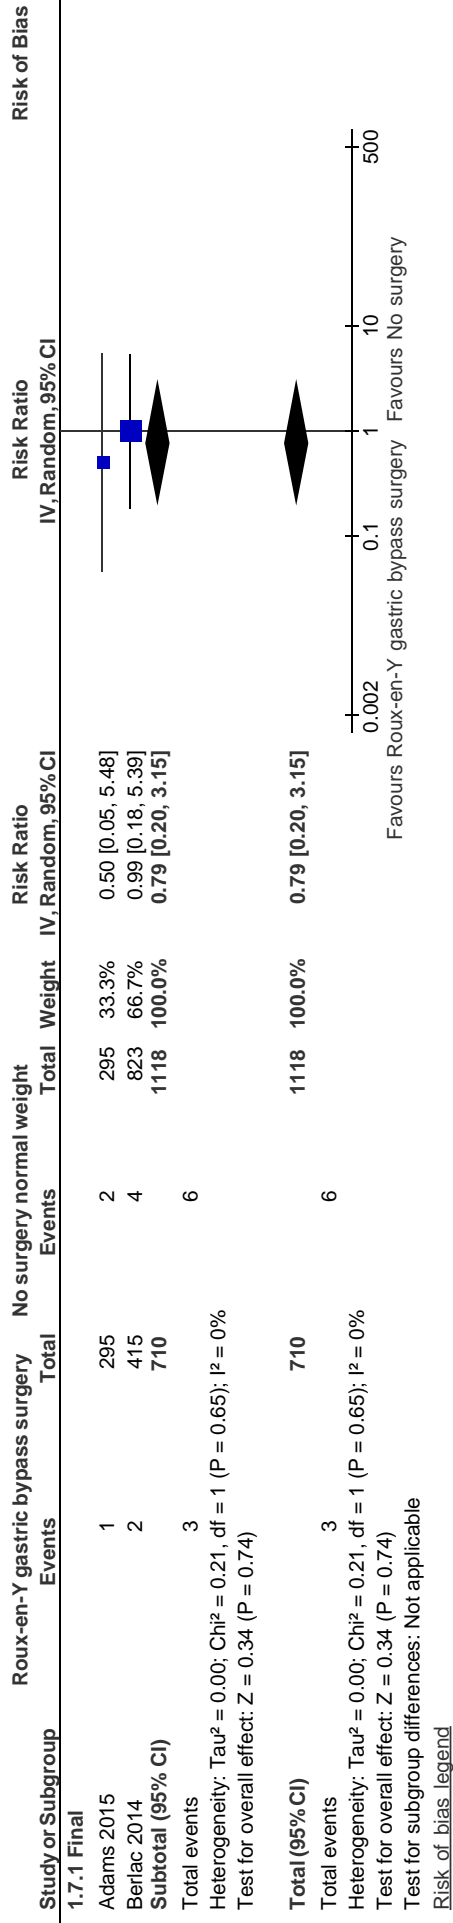 Roux-en-Y gastric bypass surgery No surgery normal weight Risk Ratio Risk Ratio Risk of Bias
Study or Subgroup Events Total Events Total Weight IV, Random, 95% CI IV, Random, 95% CI
1.7.1 Final
Adams 2015 1 295 2 295 33.3% 0.50 [0.05, 5.48]
Berlac 2014 2 415 4 823 66.7% 0.99 [0.18, 5.39]
Subtotal (95% CI) 710 1118 100.0% 0.79 [0.20, 3.15]
Total events 3 6
Heterogeneity: Tau² = 0.00; Chi² = 0.21, df = 1 (P = 0.65); I² = 0%
Test for overall effect: Z = 0.34 (P = 0.74)
Total (95% CI) 710 1118 100.0% 0.79 [0.20, 3.15]
Total events 3 6
Heterogeneity: Tau² = 0.00; Chi² = 0.21, df = 1 (P = 0.65); I² = 0%
0.002 0.1 1 10 500
Test for overall effect: Z = 0.34 (P = 0.74)
Favours Roux-en-Y gastric bypass surgery Favours No surgery
Test for subgroup differences: Not applicable
Risk of bias legend